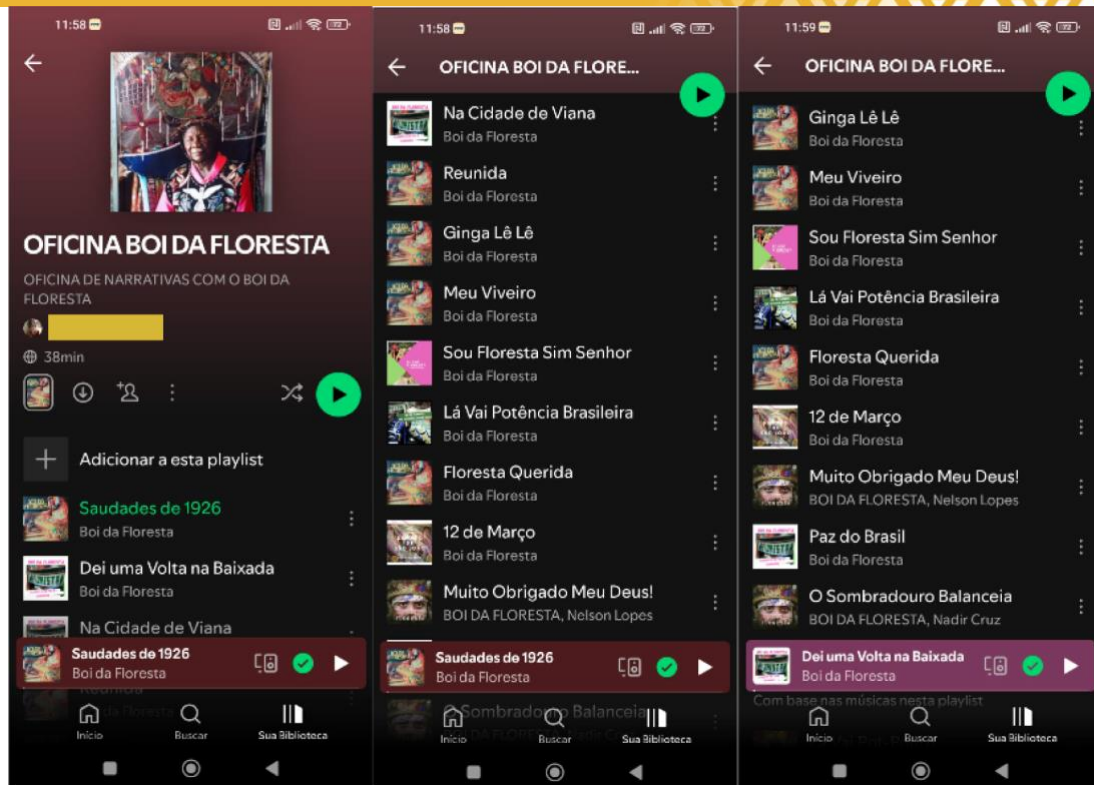 11:58
OFICINA BOI DA FLORESTA
OFICINA DE NARRATIVAS COM O BOI DA
FLORESTA
38min
Adicionar a esta playlist
Saudades de 1926
Boi da Floresta
Dei uma Volta na Baixada
Boi da Floresta
Na Cidade de Viana
Saudades de 1926
Boi da Floresta
Reunida
Início
Buscar
Sua Biblioteca
11:58
OFICINA BOI DA FLORE...
Na Cidade de Viana
Boi da Floresta
Reunida
Boi da Floresta
Ginga Lê Lê
Boi da Floresta
Meu Viveiro
Boi da Floresta
Sou Floresta Sim Senhor
Boi da Floresta
Lá Vai Potência Brasileira
Boi da Floresta
Floresta Querida
Boi da Floresta
12 de Março
Boi da Floresta
Muito Obrigado Meu Deus!
BOI DA FLORESTA, Nelson Lopes
Saudades de 1926
Boi da Floresta
O Sombradouro Balanceia
Início
Buscar
Sua Biblioteca
11:59
OFICINA BOI DA FLORE...
Ginga Lê Lê
Boi da Floresta
Meu Viveiro
Boi da Floresta
Sou Floresta Sim Senhor
Boi da Floresta
Lá Vai Potência Brasileira
Boi da Floresta
Floresta Querida
Boi da Floresta
12 de Março
Boi da Floresta
Muito Obrigado Meu Deus!
BOI DA FLORESTA, Nelson Lopes
Paz do Brasil
Boi da Floresta
O Sombradouro Balanceia
BOI DA FLORESTA, Nadir Cruz
Dei uma Volta na Baixada
Boi da Floresta
Com base nas músicas nesta playlist
Início
Buscar
Sua Biblioteca